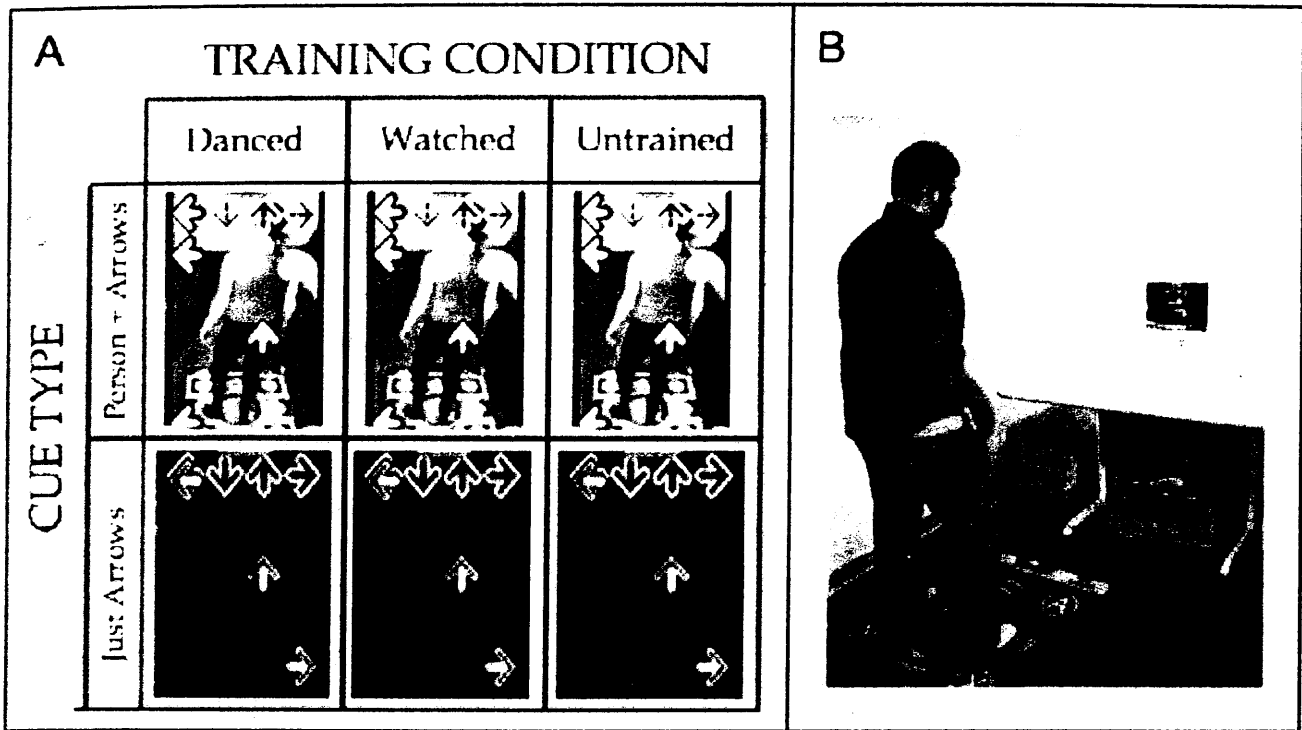 A
TRAINING CONDITION
Danced
Watched
Untrained
CUE TYPE
Person + Arrows
Just Arrows
B